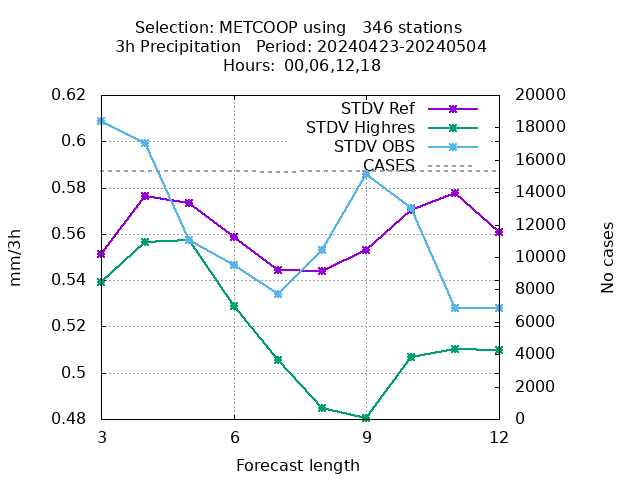 Selection: METCOOP using   346 stations
3h Precipitation   Period: 20240423-20240504
Hours: 00,06,12,18
STDV Ref
STDV Highres
STDV OBS
CASES
mm/3h
0.62
0.6
0.58
0.56
0.54
0.52
0.5
0.48
20000
18000
16000
14000
12000
10000
8000
6000
4000
2000
0
No cases
3 6 9 12
Forecast length